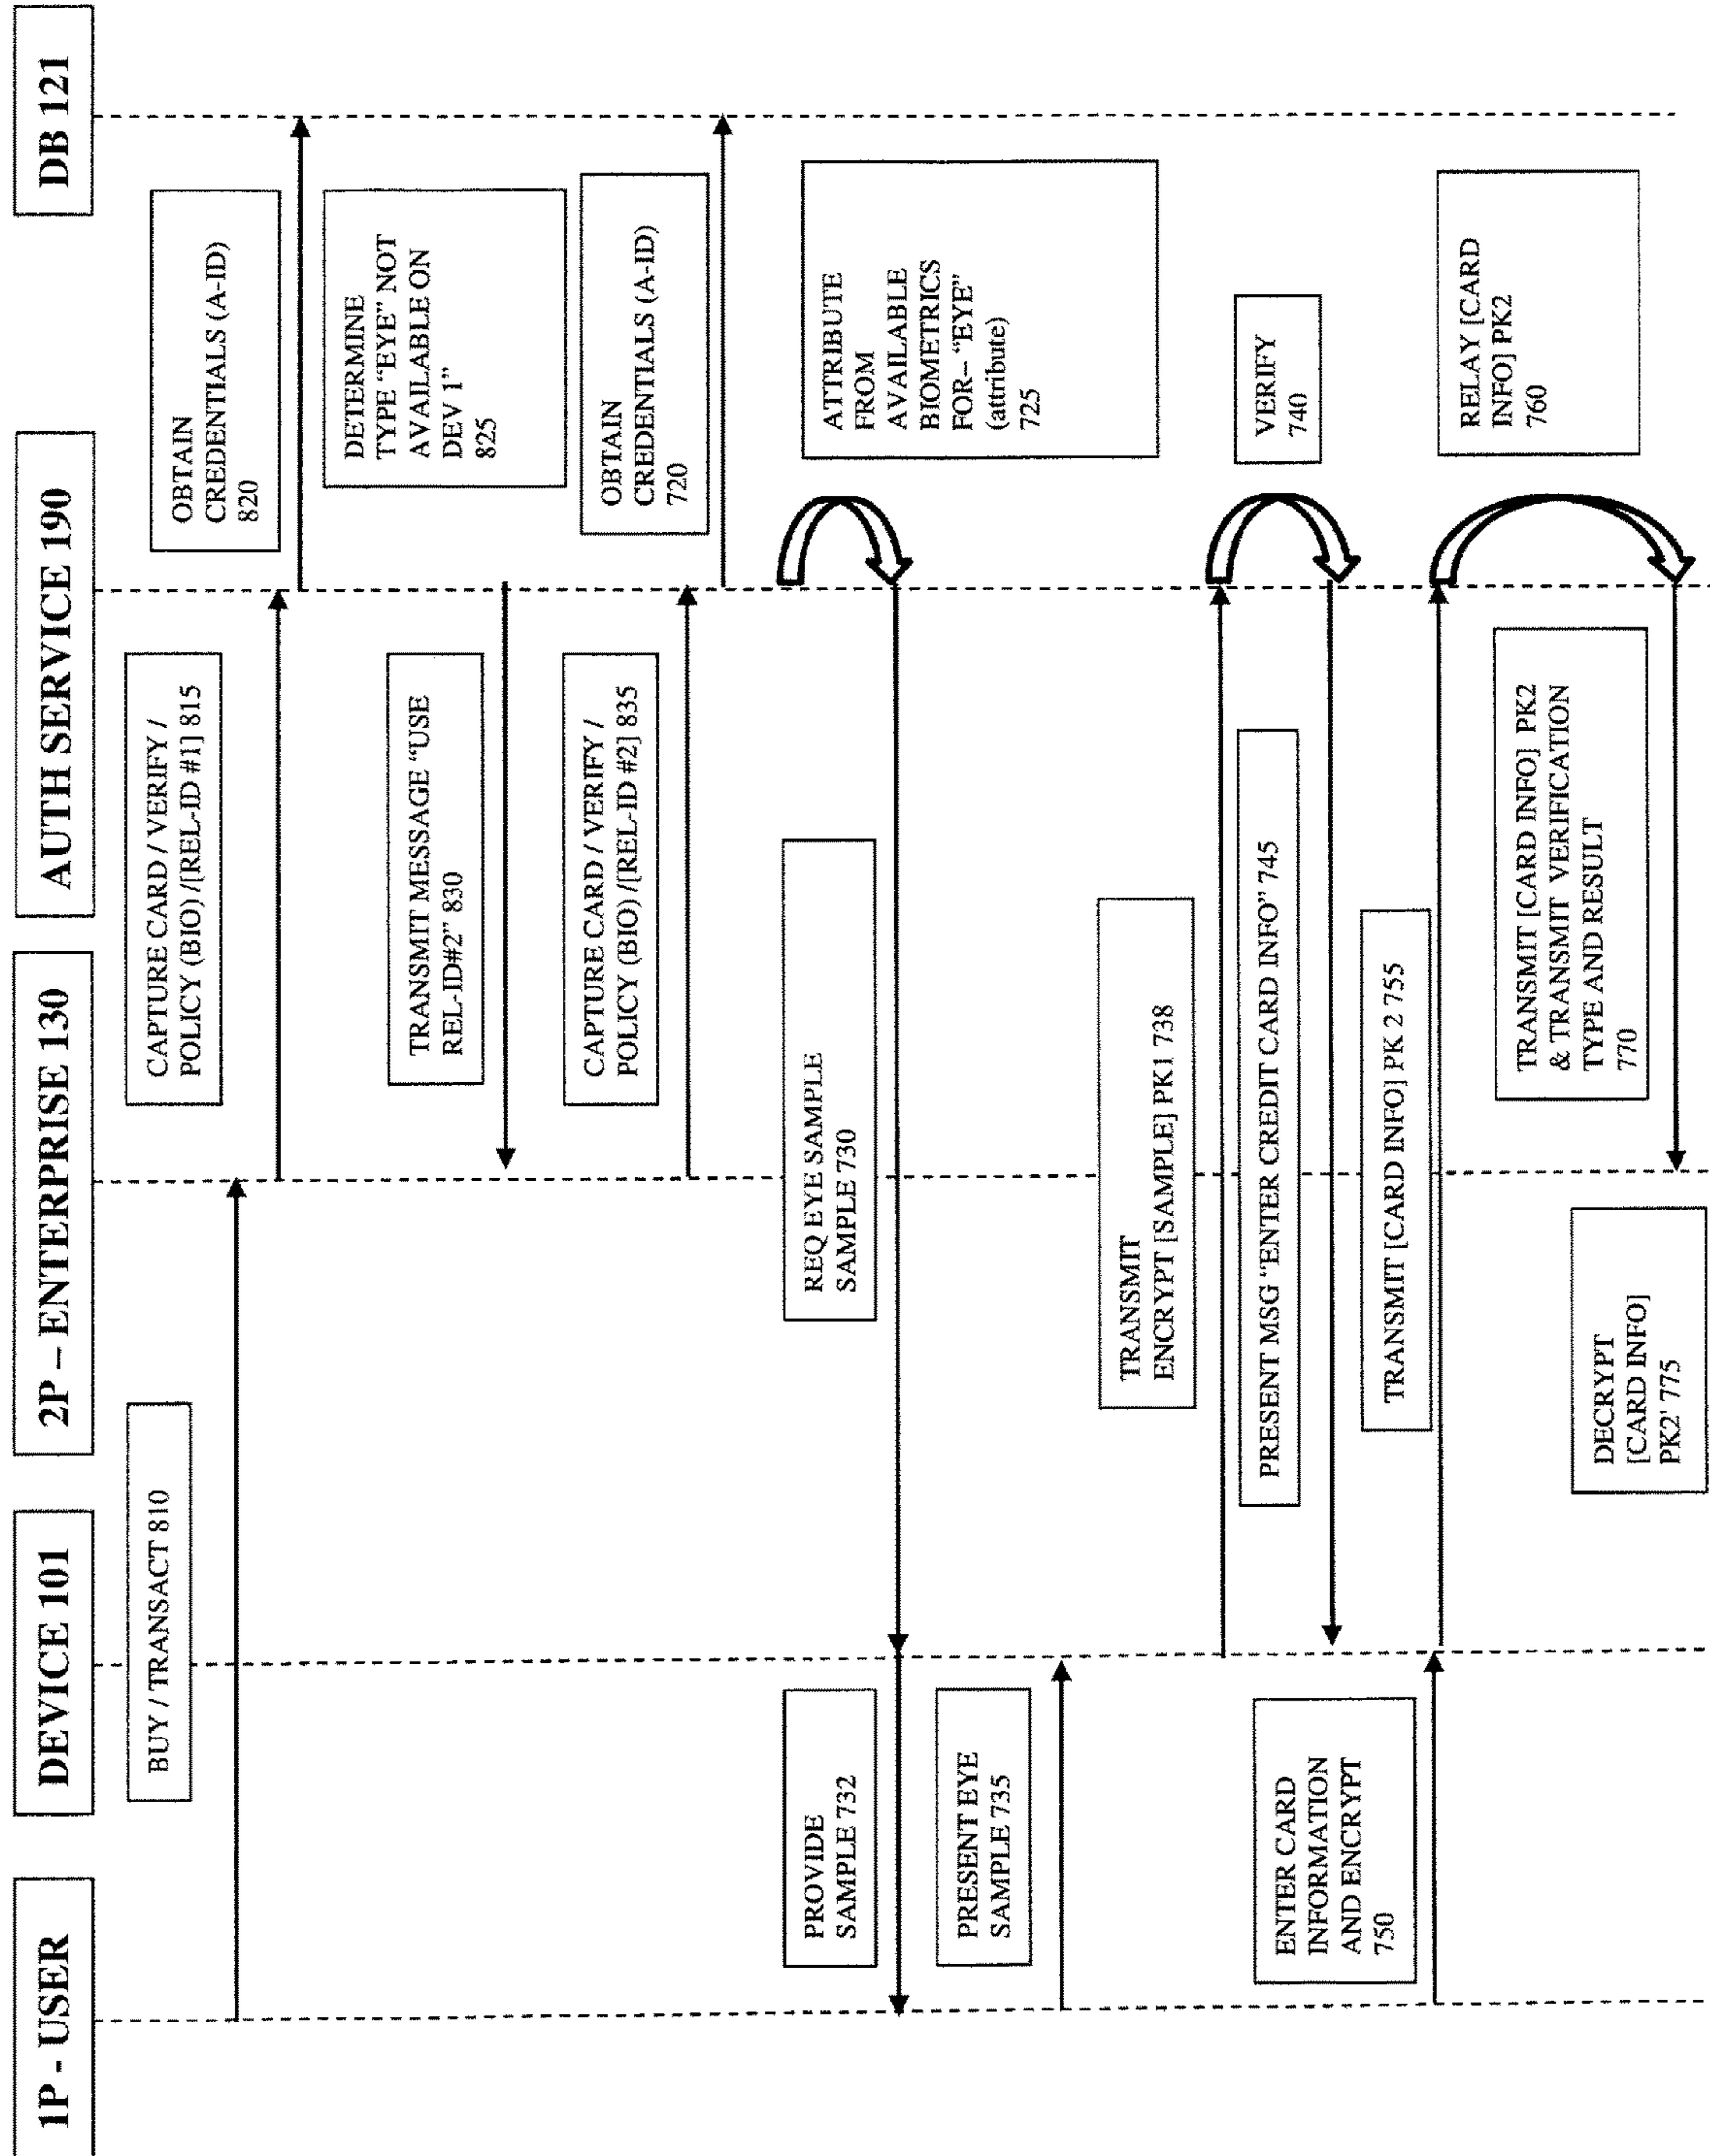 1P - USER
DEVICE 101
2P – ENTERPRISE 130
AUTH SERVICE 190
DB 121
BUY / TRANSACT 810
CAPTURE CARD / VERIFY /
POLICY (BIO) /[REL-ID #1] 815
OBTAIN
CREDENTIALS (A-ID)
820
DETERMINE
TYPE “EYE” NOT
AVAILABLE ON
DEV 1”
825
TRANSMIT MESSAGE “USE
REL-ID#2” 830
CAPTURE CARD / VERIFY /
POLICY (BIO) /[REL-ID #2] 835
OBTAIN
CREDENTIALS (A-ID)
720
ATTRIBUTE
FROM
AVAILABLE
BIOMETRICS
FOR– “EYE”
(attribute)
725
REQ EYE SAMPLE
SAMPLE 730
PROVIDE
SAMPLE 732
PRESENT EYE
SAMPLE 735
TRANSMIT
ENCRYPT [SAMPLE] PK1 738
VERIFY
740
PRESENT MSG “ENTER CREDIT CARD INFO” 745
ENTER CARD
INFORMATION
AND ENCRYPT
750
TRANSMIT [CARD INFO] PK 2 755
RELAY [CARD
INFO] PK2
760
TRANSMIT [CARD INFO] PK2
& TRANSMIT VERIFICATION
TYPE AND RESULT
770
DECRYPT
[CARD INFO]
PK2' 775